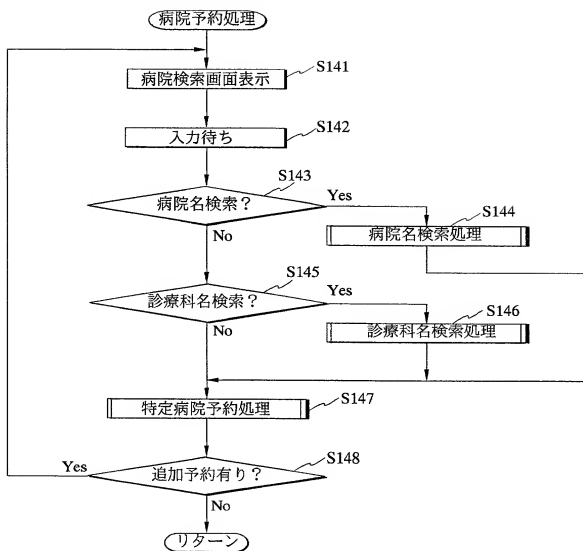 病院予約処理
S141
病院検索画面表示
S142
入力待ち
S143
病院名検索?
Yes
S144
病院名検索処理
No
S145
診療科名検索?
Yes
S146
診療科名検索処理
No
S147
特定病院予約処理
S148
Yes
追加予約有り?
No
リターン